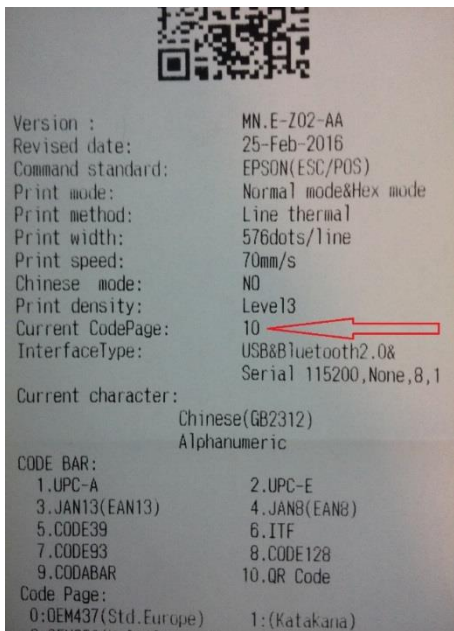 Version : MN.E-Z02-AA
Revised date: 25-Feb-2016
Command standard: EPSON(ESC/POS)
Print mode: Normal mode&Hex mode
Print method: Line thermal
Print width: 576dots/line
Print speed: 70mm/s
Chinese mode: NO
Print density: Level3
Current CodePage: 10
InterfaceType: USB&Bluetooth2.0&
Serial 115200,None,8,1
Current character:
Chinese(GB2312)
Alphanumeric
CODE BAR:
1.UPC-A 2.UPC-E
3.JAN13(EAN13) 4.JAN8(EAN8)
5.CODE39 6.ITF
7.CODE93 8.CODE128
9.CODABAR 10.QR Code
Code Page:
0:OEM437(Std.Europe) 1:(Katakana)